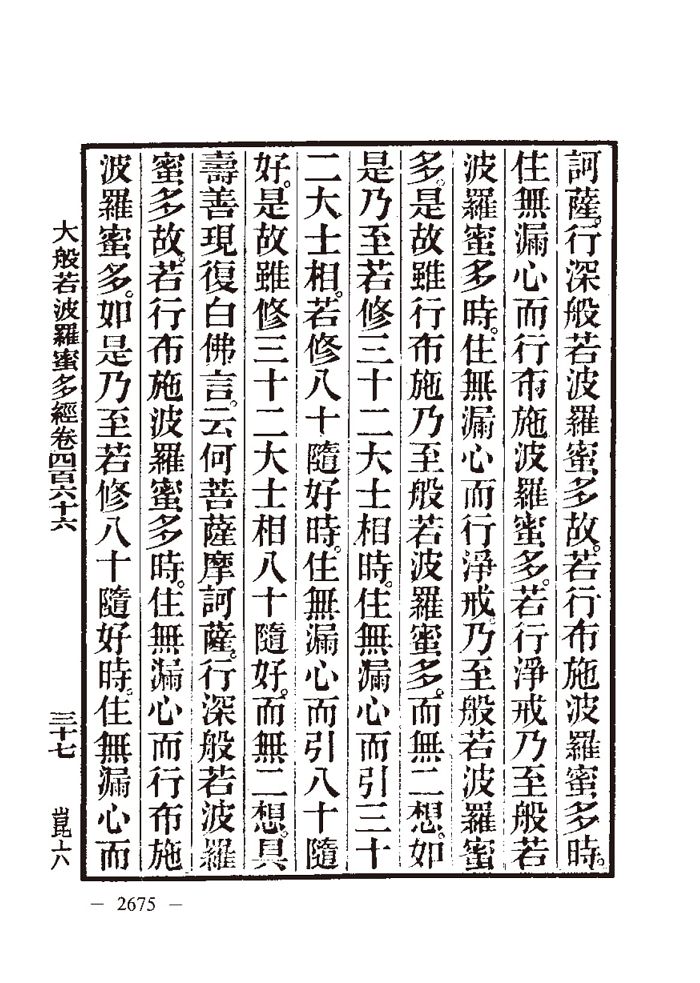 訶薩。行深般若波羅蜜多故。若行布施波羅蜜多時。
住無漏心而行布施波羅蜜多。若行淨戒乃至般若
波羅蜜多時。住無漏心而行淨戒。乃至般若波羅蜜
多。是故雖行布施乃至般若波羅蜜多。而無二想。如
是乃至若修三十二大士相時。住無漏心而引三十
二大士相。若修八十隨好時。住無漏心而引八十隨
好。是故雖修三十二大士相八十隨好。而無二想。具
壽善現復白佛言。云何菩薩摩訶薩。行深般若波羅
蜜多故。若行布施波羅蜜多時。住無漏心而行布施
波羅蜜多。如是乃至若修八十隨好時。住無漏心而
大般若波羅蜜多經卷四百六十六 三十七 崑六
— 2675 —